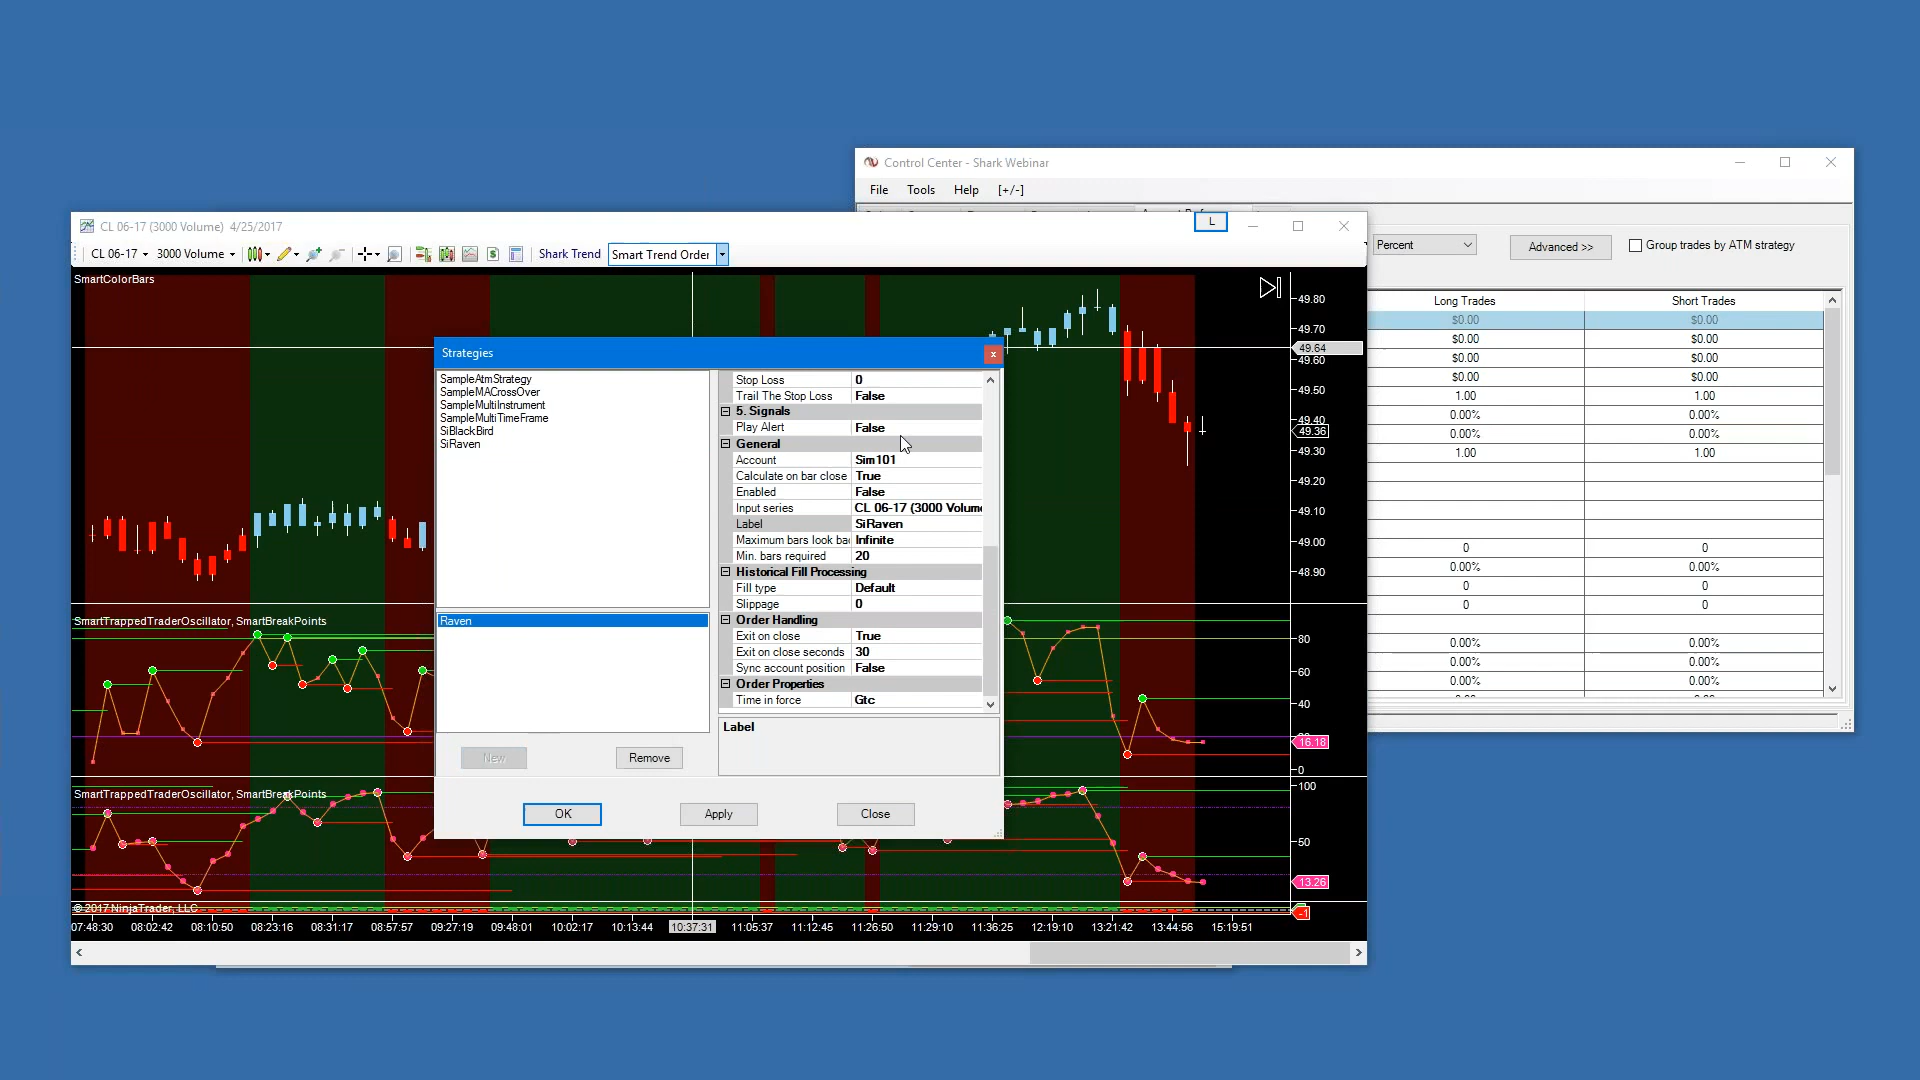 Control Center - Shark Webinar
File Tools Help [+/-]
CL 06-17 (3000 Volume) 4/25/2017
L
CL 06-17 3000 Volume Shark Trend Smart Trend Order
Percent Advanced >> Group trades by ATM strategy
SmartColorBars
Long Trades Short Trades
$0.00 $0.00
$0.00 $0.00
$0.00 $0.00
$0.00 $0.00
1.00 1.00
0.00% 0.00%
0.00% 0.00%
1.00 1.00
0 0
0.00% 0.00%
0 0
0 0
0.00% 0.00%
0.00% 0.00%
0.00% 0.00%
49.80
49.70
49.64
49.60
49.50
49.40
49.36
49.30
49.20
49.10
49.00
48.90
Strategies
SampleAtmStrategy
SampleMACrossOver
SampleMultiInstrument
SampleMultiTimeFrame
SiBlackBird
SiRaven
Raven
New Remove
Stop Loss 0
Trail The Stop Loss False
5. Signals
Play Alert False
General
Account Sim101
Calculate on bar close True
Enabled False
Input series CL 06-17 (3000 Volume
Label SiRaven
Maximum bars look bac Infinite
Min. bars required 20
Historical Fill Processing
Fill type Default
Slippage 0
Order Handling
Exit on close True
Exit on close seconds 30
Sync account position False
Order Properties
Time in force Gtc
Label
OK Apply Close
SmartTrappedTraderOscillator, SmartBreakPoints
80
60
40
16.18
0
SmartTrappedTraderOscillator, SmartBreakPoints
100
50
13.26
-1
© 2017 NinjaTrader, LLC
07:48:30 08:02:42 08:10:50 08:23:16 08:31:17 08:57:57 09:27:19 09:48:01 10:02:17 10:13:44 10:37:31 11:05:37 11:12:45 11:26:50 11:29:10 11:36:25 12:19:10 13:21:42 13:44:56 15:19:51